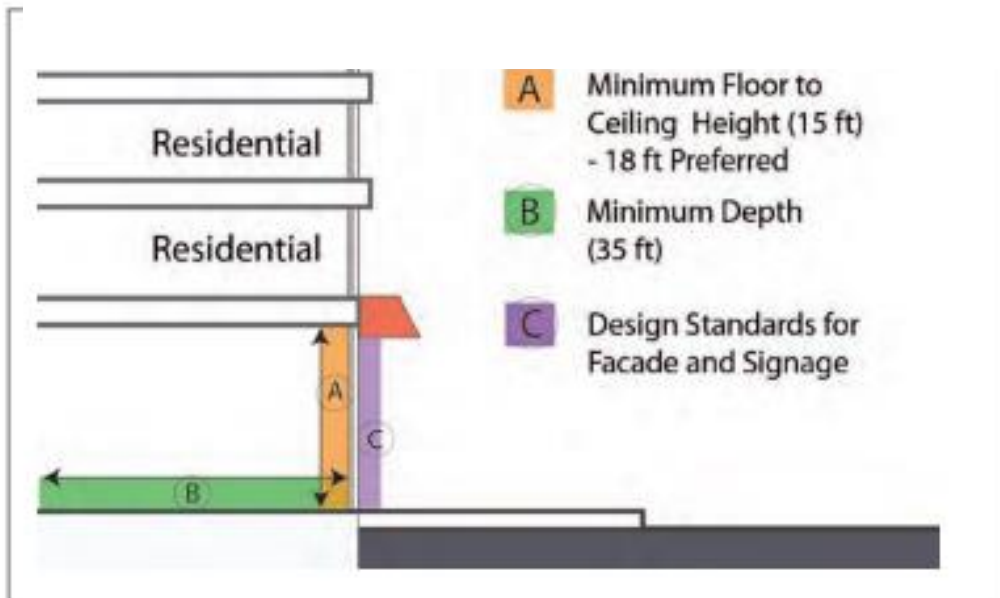 Residential
Residential
A
B
C
A
Minimum Floor to
Ceiling Height (15 ft)
- 18 ft Preferred
B
Minimum Depth
(35 ft)
C
Design Standards for
Facade and Signage